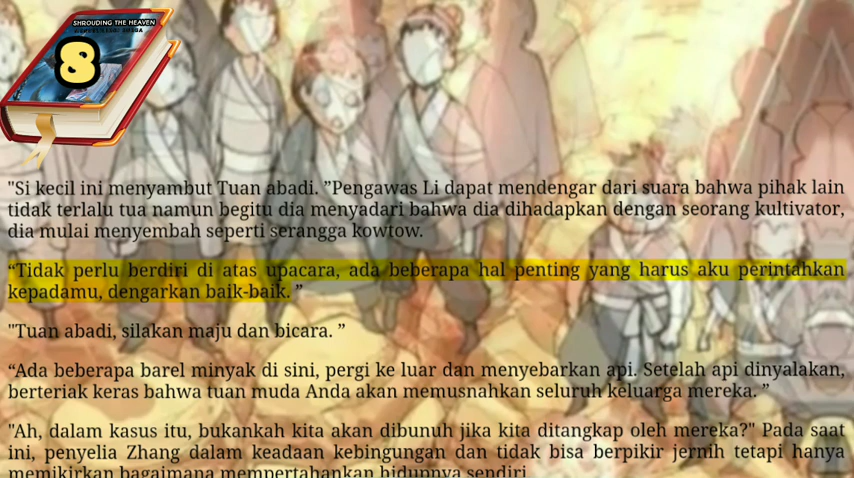 SHROUDING THE HEAVEN
8
"Si kecil ini menyambut Tuan abadi. ”Pengawas Li dapat mendengar dari suara bahwa pihak lain
tidak terlalu tua namun begitu dia menyadari bahwa dia dihadapkan dengan seorang kultivator,
dia mulai menyembah seperti serangga kowtow.
“Tidak perlu berdiri di atas upacara, ada beberapa hal penting yang harus aku perintahkan
kepadamu, dengarkan baik-baik. ”
"Tuan abadi, silakan maju dan bicara. ”
“Ada beberapa barel minyak di sini, pergi ke luar dan menyebarkan api. Setelah api dinyalakan,
berteriak keras bahwa tuan muda Anda akan memusnahkan seluruh keluarga mereka. ”
"Ah, dalam kasus itu, bukankah kita akan dibunuh jika kita ditangkap oleh mereka?" Pada saat
ini, penyelia Zhang dalam keadaan kebingungan dan tidak bisa berpikir jernih tetapi hanya
memikirkan bagaimana mempertahankan hidupnya sendiri